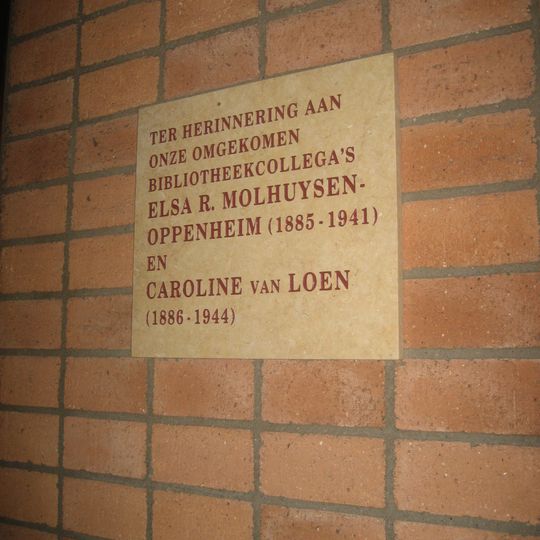 TER HERINNERING AAN
ONZE OMGEKOMEN
BIBLIOTHEEKCOLLEGA'S
ELSA R. MOLHUYSEN-
OPPENHEIM (1885-1941)
EN
CAROLINE VAN LOEN
(1886-1944)